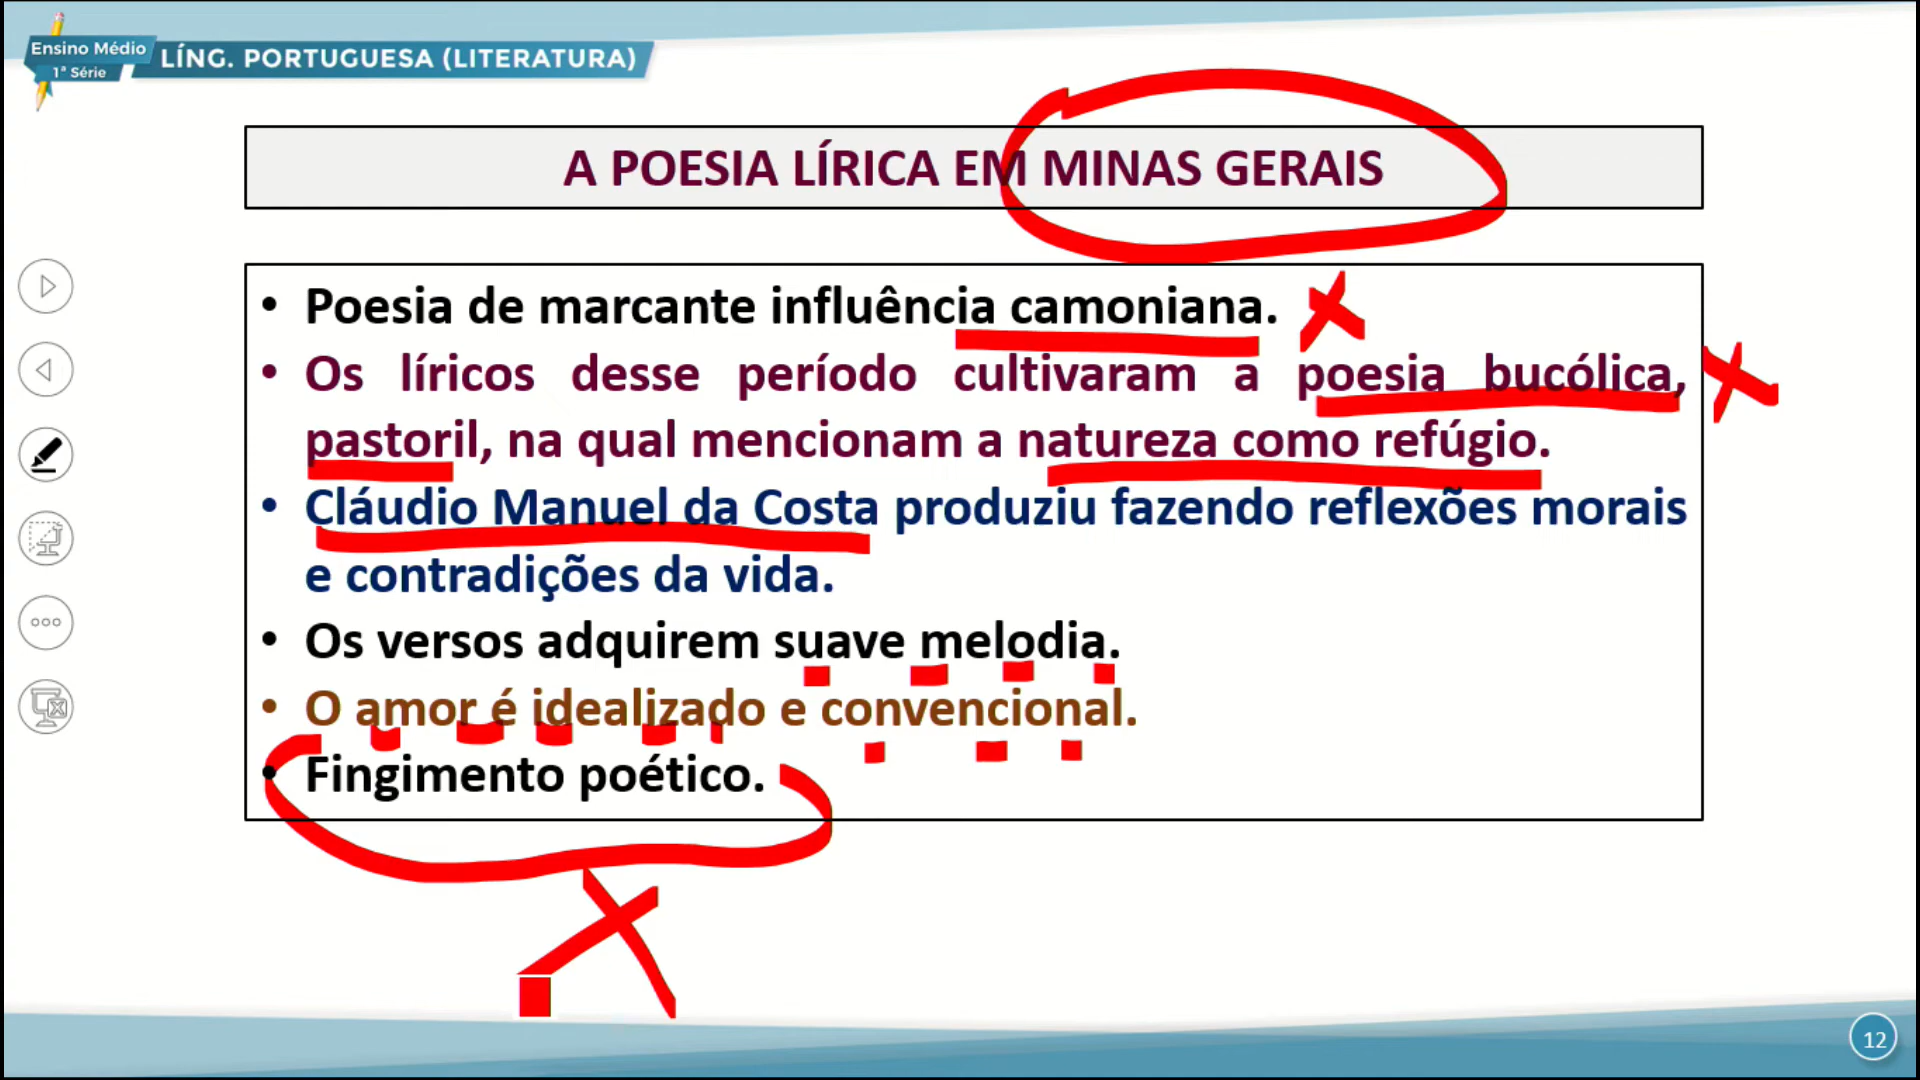 Ensino Médio
1ª Série
LÍNG. PORTUGUESA (LITERATURA)
A POESIA LÍRICA EM MINAS GERAIS
• Poesia de marcante influência camoniana.
• Os líricos desse período cultivaram a poesia bucólica,
pastoril, na qual mencionam a natureza como refúgio.
• Cláudio Manuel da Costa produziu fazendo reflexões morais
e contradições da vida.
• Os versos adquirem suave melodia.
• O amor é idealizado e convencional.
• Fingimento poético.
12